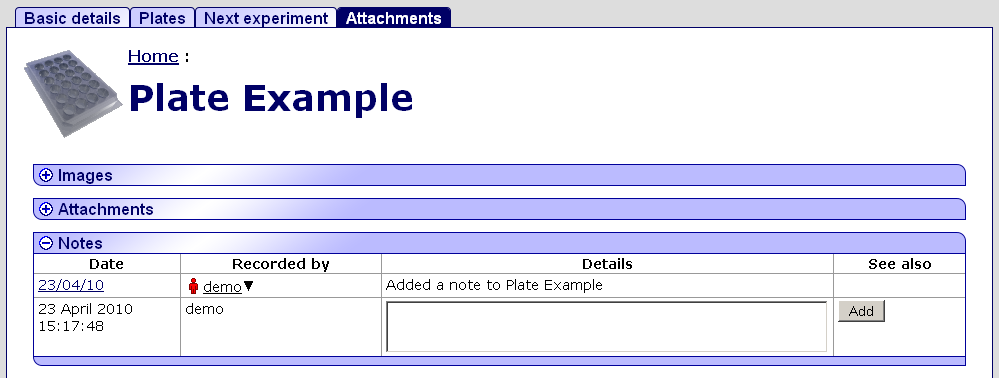 Basic details Plates Next experiment Attachments
Home :
Plate Example
Images
Attachments
Notes
Date Recorded by Details See also
23/04/10 demo Added a note to Plate Example
23 April 2010 demo Add
15:17:48